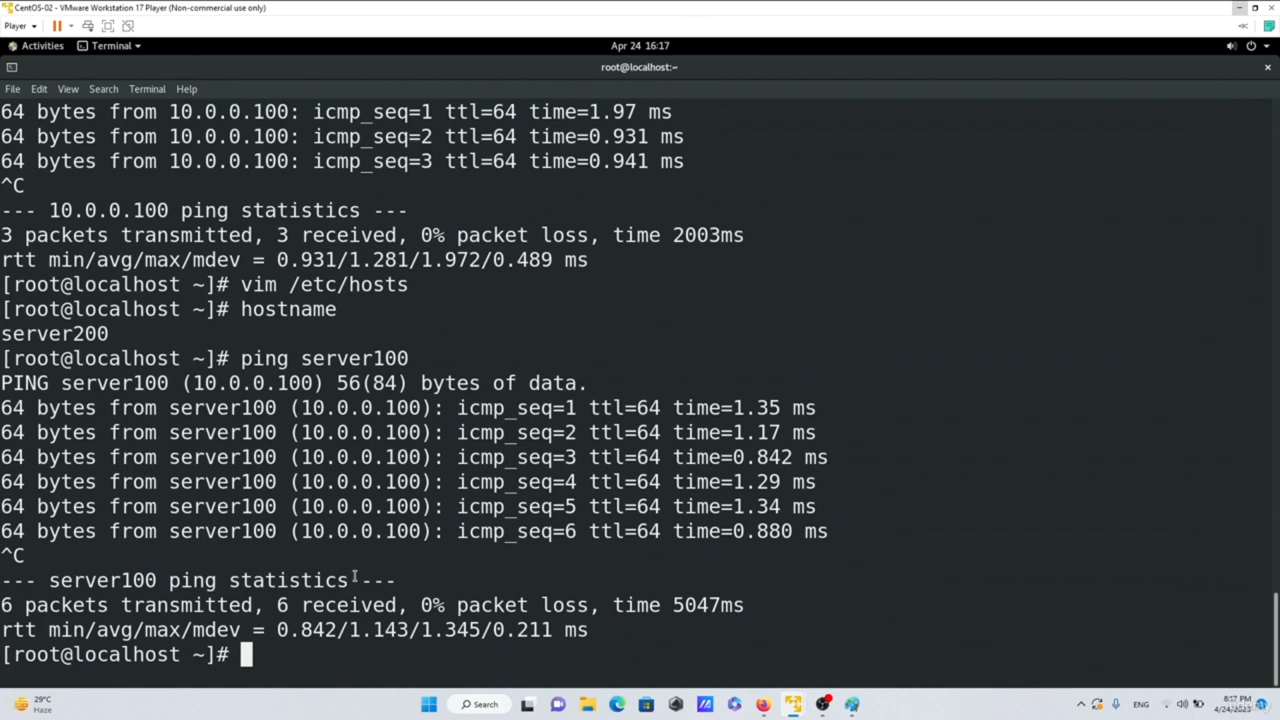 CentOS-02 - VMware Workstation 17 Player (Non-commercial use only)
Player
Activities
Terminal
Apr 24 16:17
root@localhost:~
File Edit View Search Terminal Help
64 bytes from 10.0.0.100: icmp_seq=1 ttl=64 time=1.97 ms
64 bytes from 10.0.0.100: icmp_seq=2 ttl=64 time=0.931 ms
64 bytes from 10.0.0.100: icmp_seq=3 ttl=64 time=0.941 ms
^C
--- 10.0.0.100 ping statistics ---
3 packets transmitted, 3 received, 0% packet loss, time 2003ms
rtt min/avg/max/mdev = 0.931/1.281/1.972/0.489 ms
[root@localhost ~]# vim /etc/hosts
[root@localhost ~]# hostname
server200
[root@localhost ~]# ping server100
PING server100 (10.0.0.100) 56(84) bytes of data.
64 bytes from server100 (10.0.0.100): icmp_seq=1 ttl=64 time=1.35 ms
64 bytes from server100 (10.0.0.100): icmp_seq=2 ttl=64 time=1.17 ms
64 bytes from server100 (10.0.0.100): icmp_seq=3 ttl=64 time=0.842 ms
64 bytes from server100 (10.0.0.100): icmp_seq=4 ttl=64 time=1.29 ms
64 bytes from server100 (10.0.0.100): icmp_seq=5 ttl=64 time=1.34 ms
64 bytes from server100 (10.0.0.100): icmp_seq=6 ttl=64 time=0.880 ms
^C
--- server100 ping statistics ---
6 packets transmitted, 6 received, 0% packet loss, time 5047ms
rtt min/avg/max/mdev = 0.842/1.143/1.345/0.211 ms
[root@localhost ~]#
29°C
Haze
Search
ENG
8:17 PM
4/24/2023